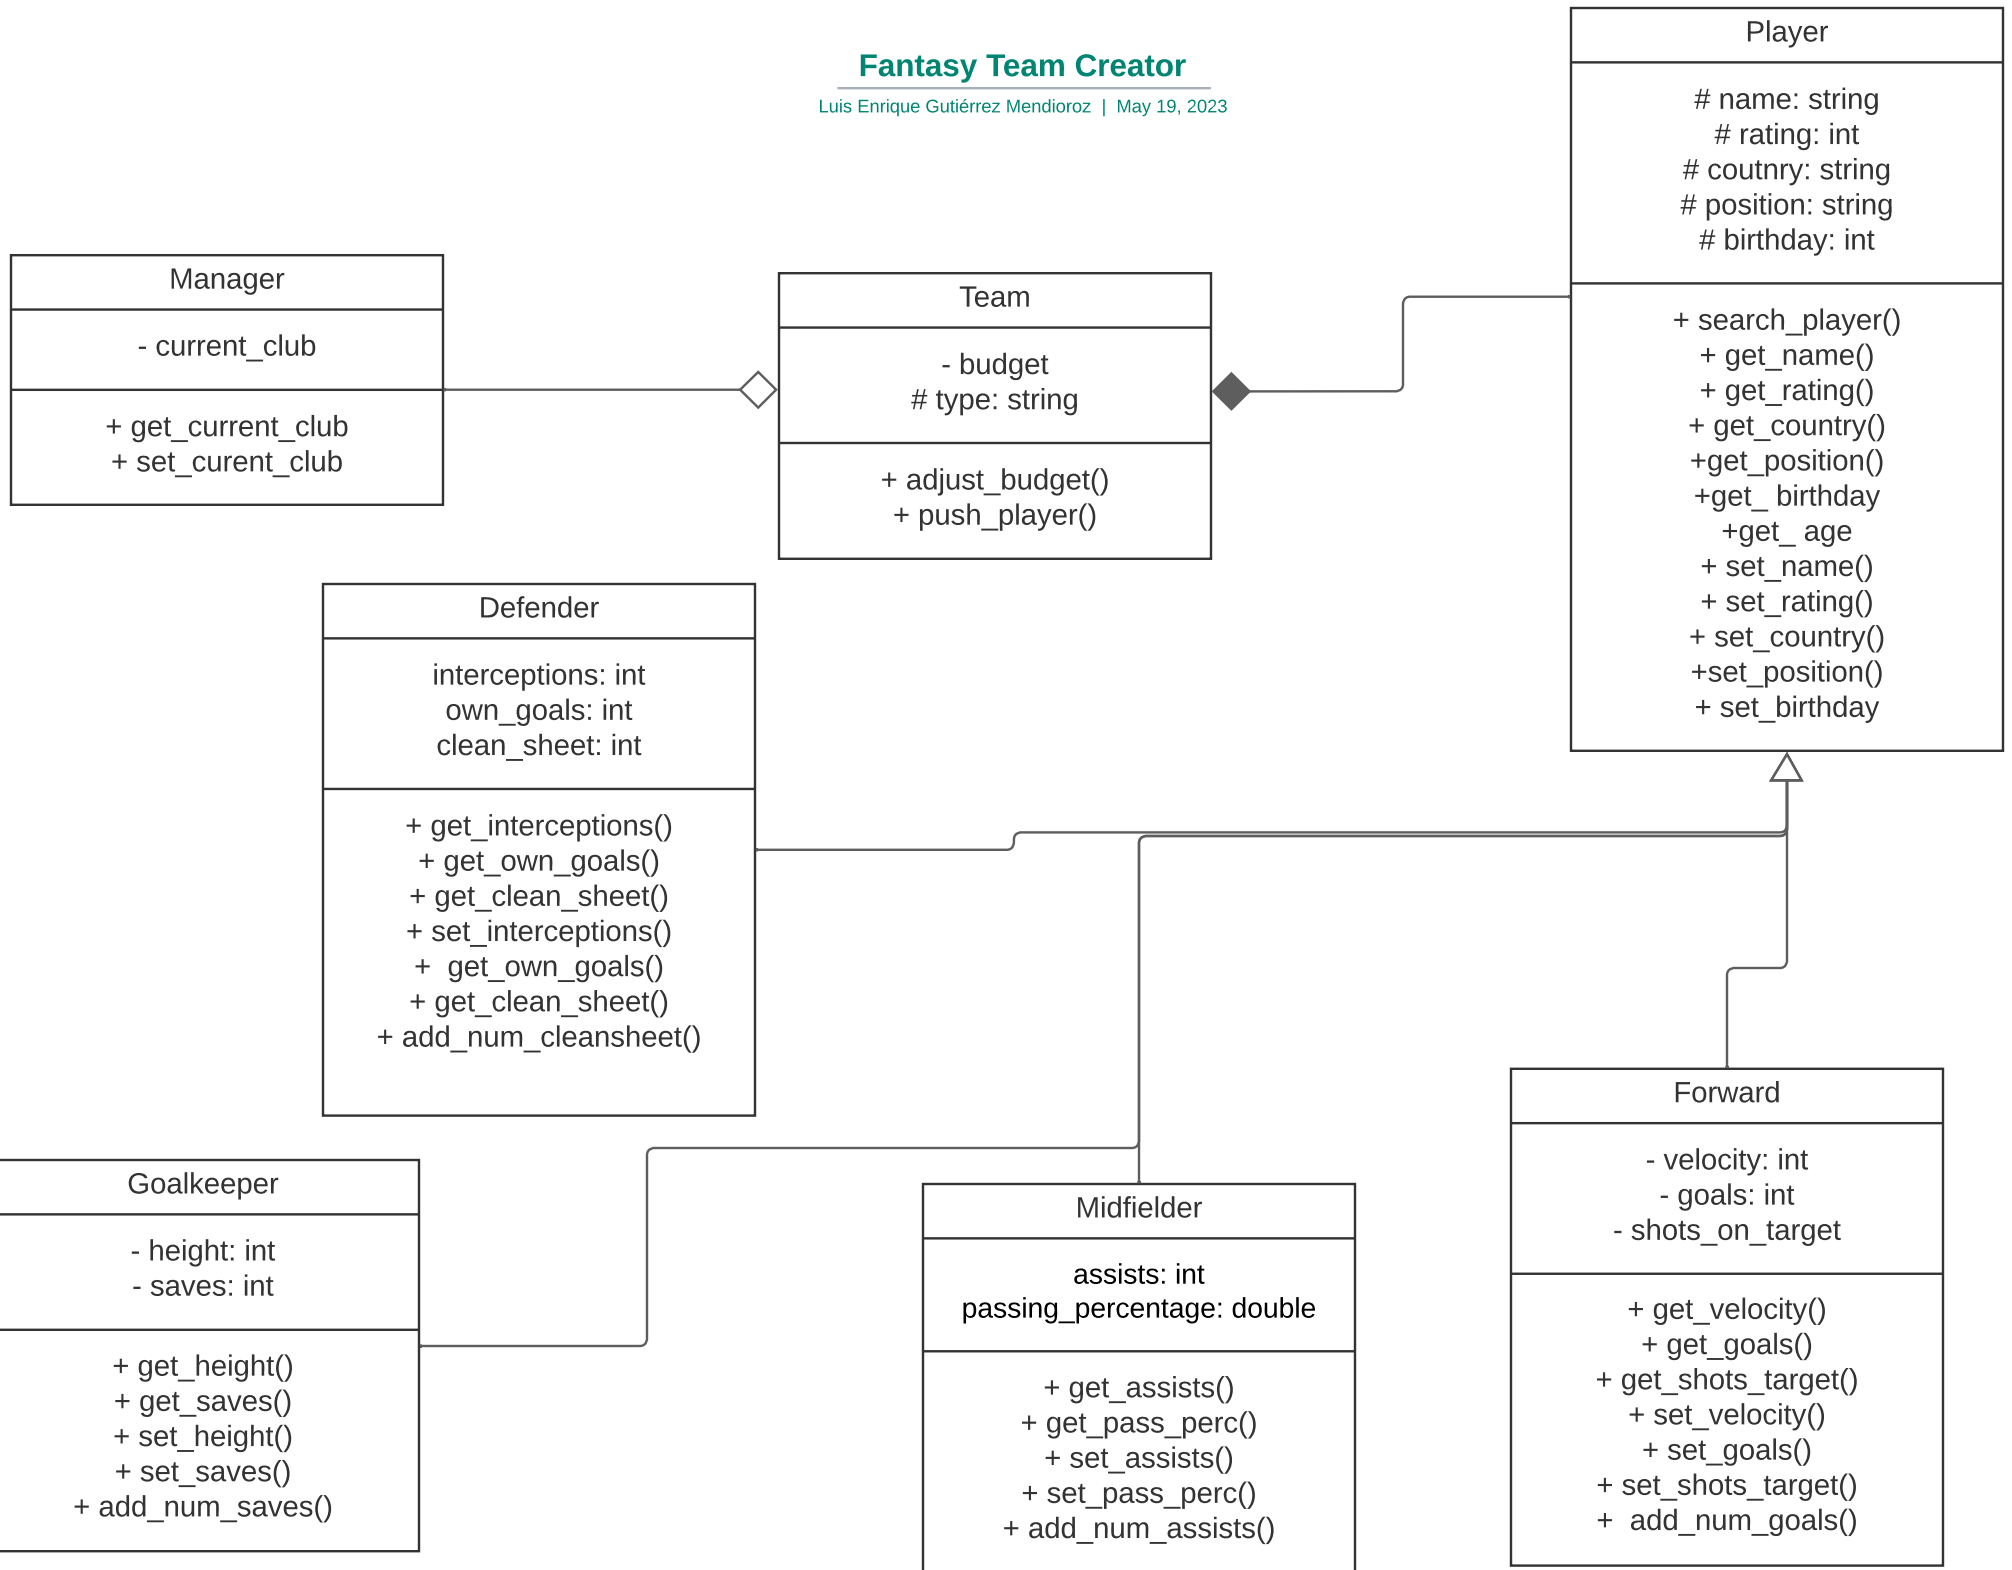 Fantasy Team Creator
Luis Enrique Gutiérrez Mendioroz | May 19, 2023
Player
# name: string
# rating: int
# coutnry: string
# position: string
# birthday: int
+ search_player()
+ get_name()
+ get_rating()
+ get_country()
+get_position()
+get_ birthday
+get_ age
+ set_name()
+ set_rating()
+ set_country()
+set_position()
+ set_birthday
Manager
- current_club
+ get_current_club
+ set_curent_club
Team
- budget
# type: string
+ adjust_budget()
+ push_player()
Defender
interceptions: int
own_goals: int
clean_sheet: int
+ get_interceptions()
+ get_own_goals()
+ get_clean_sheet()
+ set_interceptions()
+  get_own_goals()
+ get_clean_sheet()
+ add_num_cleansheet()
Goalkeeper
- height: int
- saves: int
+ get_height()
+ get_saves()
+ set_height()
+ set_saves()
+ add_num_saves()
Midfielder
assists: int
passing_percentage: double
+ get_assists()
+ get_pass_perc()
+ set_assists()
+ set_pass_perc()
+ add_num_assists()
Forward
- velocity: int
- goals: int
- shots_on_target
+ get_velocity()
+ get_goals()
+ get_shots_target()
+ set_velocity()
+ set_goals()
+ set_shots_target()
+  add_num_goals()